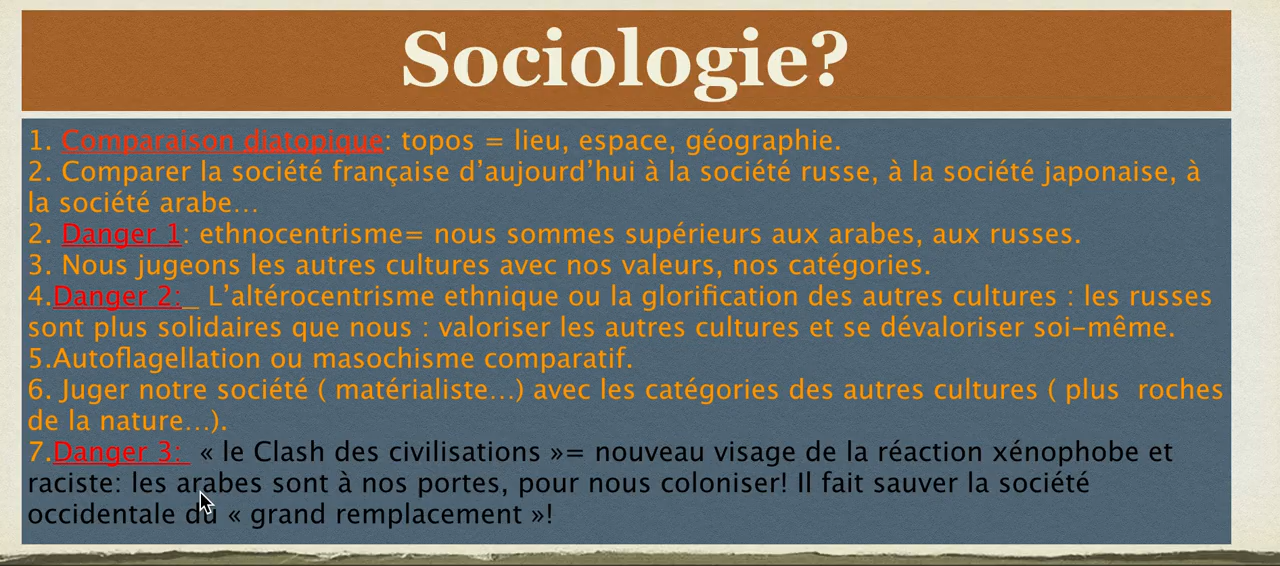 Sociologie?
1. Comparaison diatopique: topos = lieu, espace, géographie.
2. Comparer la société française d’aujourd’hui à la société russe, à la société japonaise, à
la société arabe…
2. Danger 1: ethnocentrisme= nous sommes supérieurs aux arabes, aux russes.
3. Nous jugeons les autres cultures avec nos valeurs, nos catégories.
4.Danger 2:  L’altérocentrisme ethnique ou la glorification des autres cultures : les russes
sont plus solidaires que nous : valoriser les autres cultures et se dévaloriser soi-même.
5.Autoflagellation ou masochisme comparatif.
6. Juger notre société ( matérialiste…) avec les catégories des autres cultures ( plus  roches
de la nature…).
7.Danger 3:  « le Clash des civilisations »= nouveau visage de la réaction xénophobe et
raciste: les arabes sont à nos portes, pour nous coloniser! Il fait sauver la société
occidentale du « grand remplacement »!